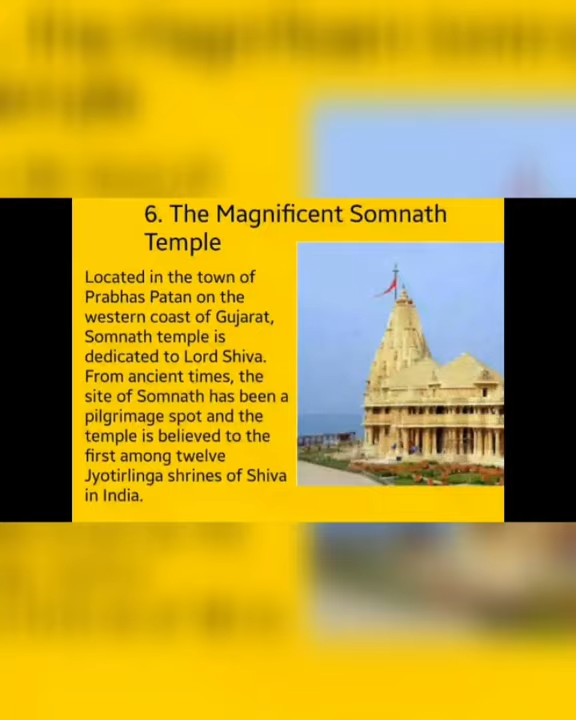 6. The Magnificent Somnath
Temple
Located in the town of
Prabhas Patan on the
western coast of Gujarat,
Somnath temple is
dedicated to Lord Shiva.
From ancient times, the
site of Somnath has been a
pilgrimage spot and the
temple is believed to the
first among twelve
Jyotirlinga shrines of Shiva
in India.